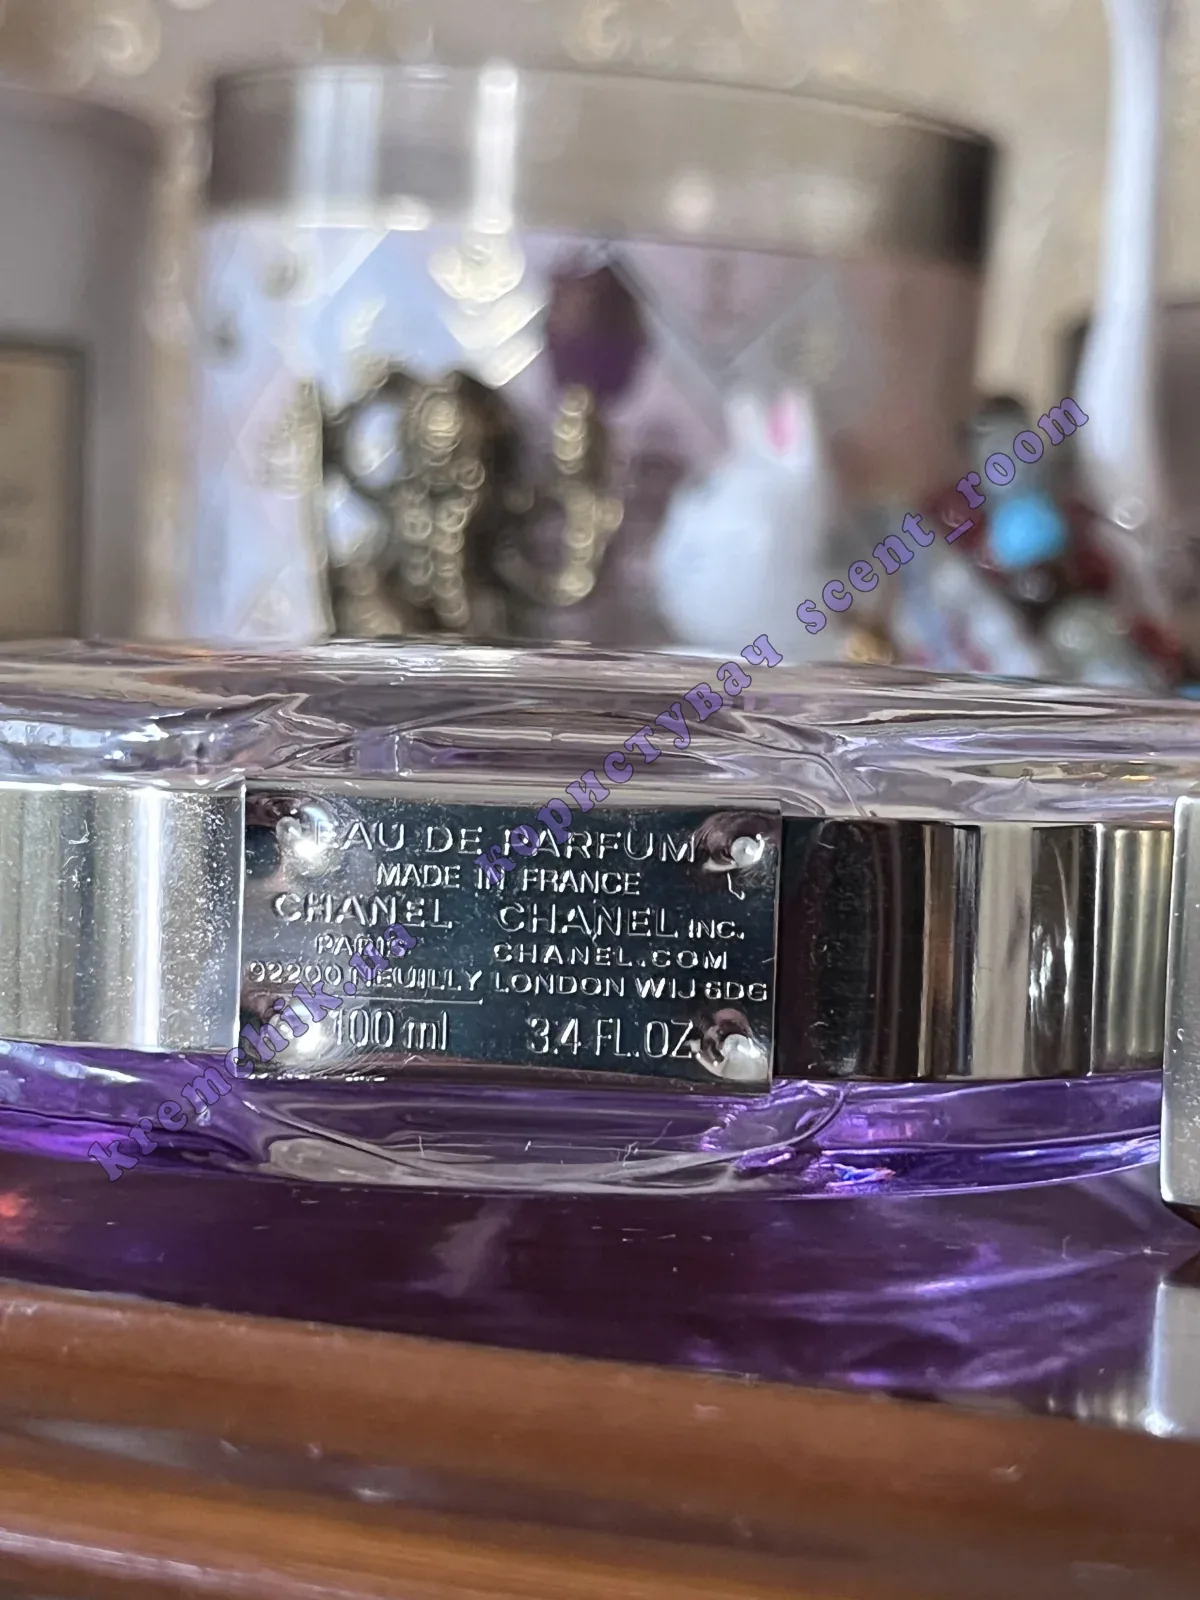 EAU DE PARFUM
MADE IN FRANCE
CHANEL CHANEL INC.
PARIS CHANEL.COM
92200 NEUILLY LONDON W1J 6DG
100 ml 3.4 FL.OZ.
kremchik.ua користувач scent_room